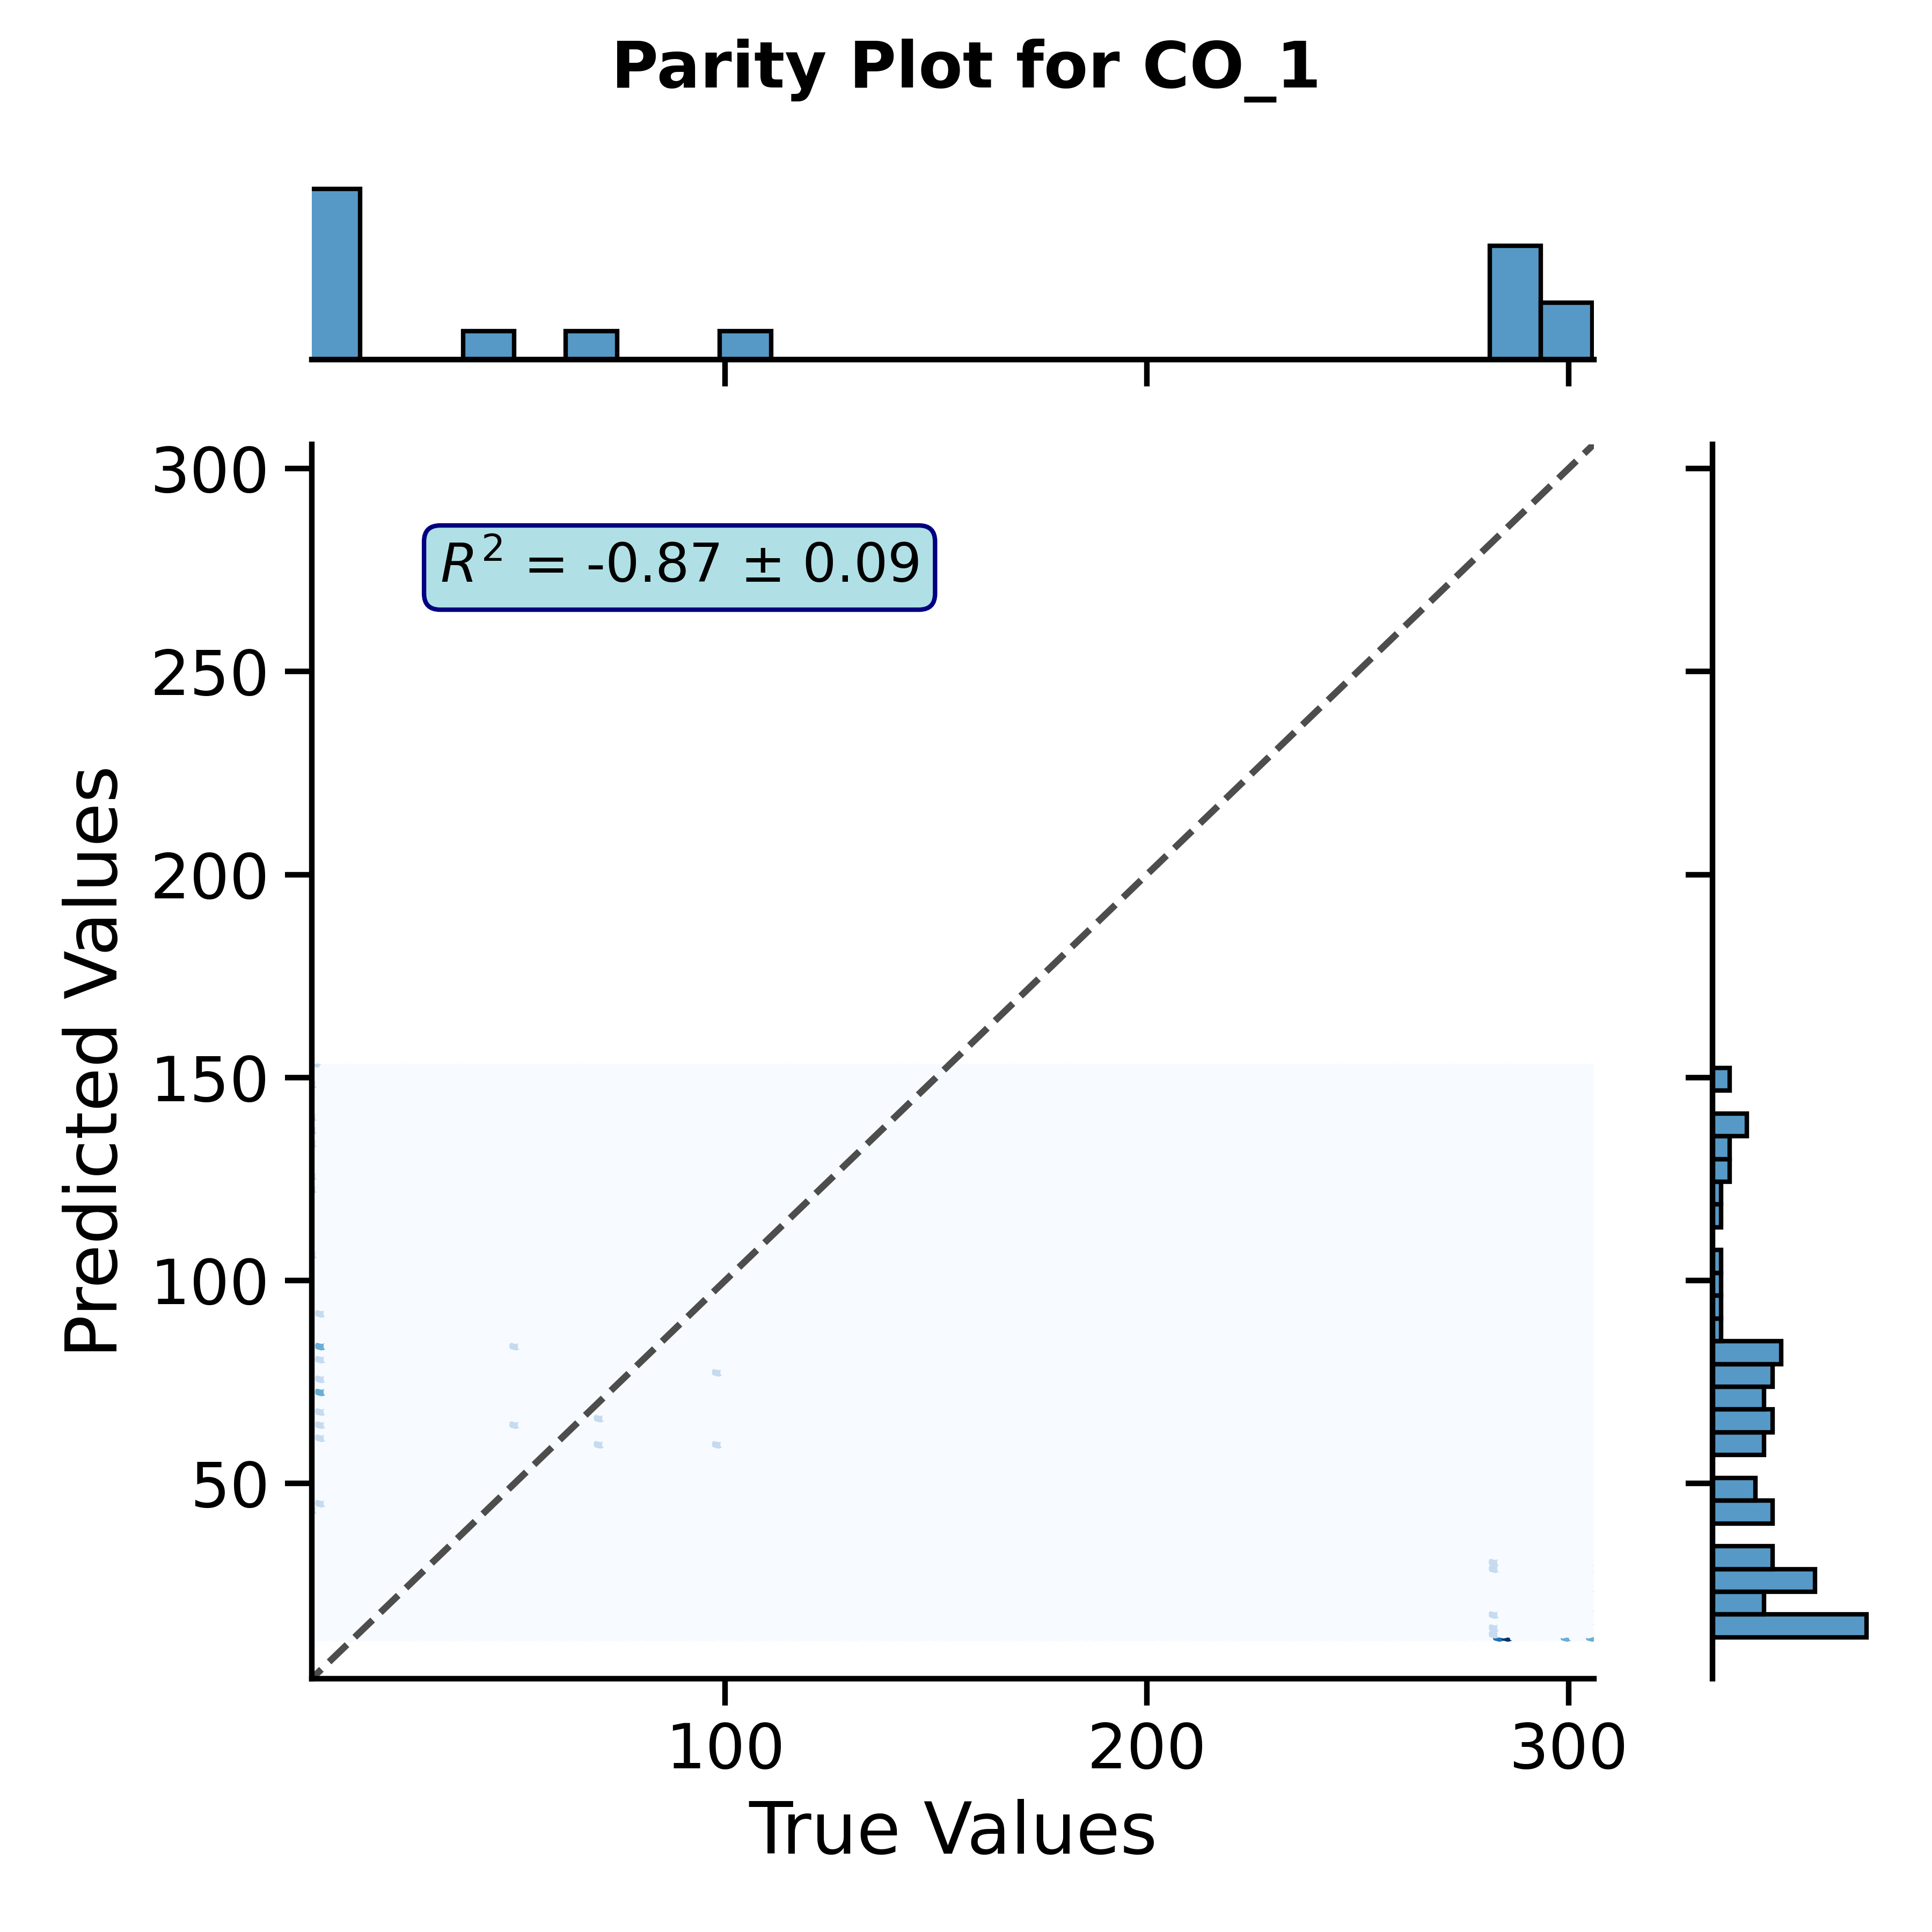 Parity Plot for CO_1
R² = -0.87 ± 0.09
Predicted Values
300
250
200
150
100
50
100 200 300
True Values